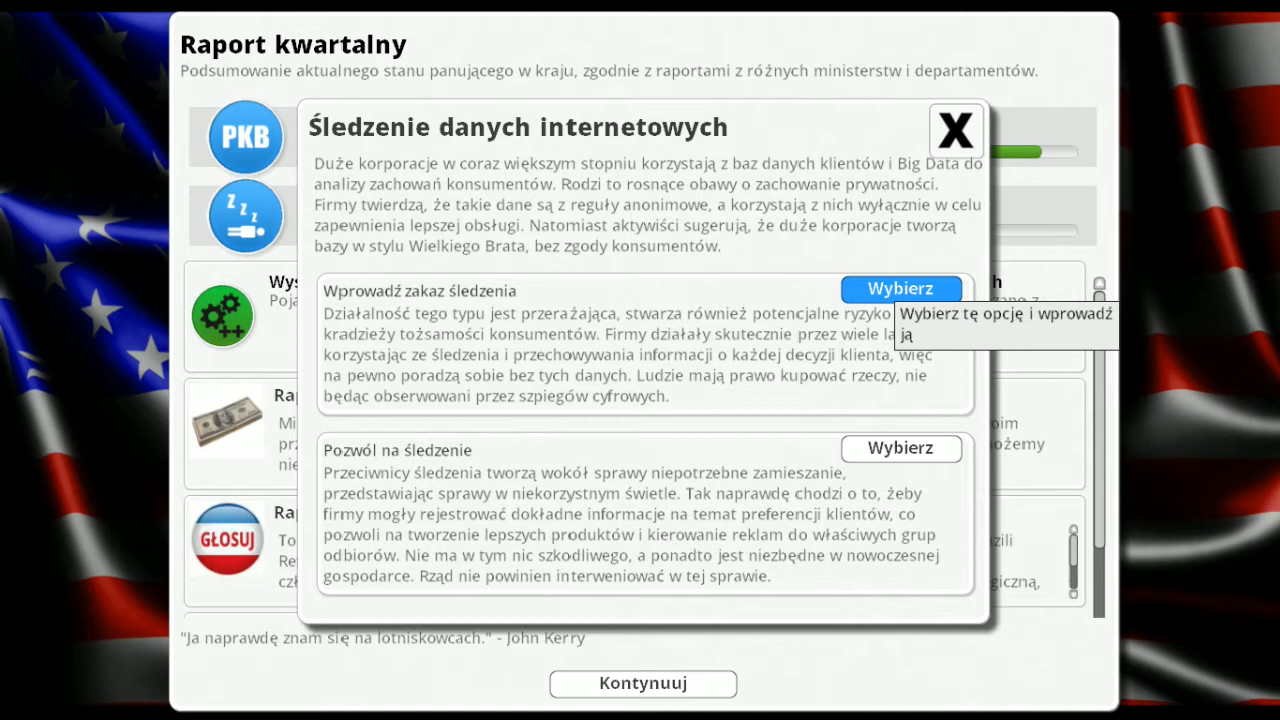 Raport kwartalny
Podsumowanie aktualnego stanu panującego w kraju, zgodnie z raportami z różnych ministerstw i departamentów.
PKB
z z z
Śledzenie danych internetowych
X
Duże korporacje w coraz większym stopniu korzystają z baz danych klientów i Big Data do
analizy zachowań konsumentów. Rodzi to rosnące obawy o zachowanie prywatności.
Firmy twierdzą, że takie dane są z reguły anonimowe, a korzystają z nich wyłącznie w celu
zapewnienia lepszej obsługi. Natomiast aktywiści sugerują, że duże korporacje tworzą
bazy w stylu Wielkiego Brata, bez zgody konsumentów.
Wprowadź zakaz śledzenia
Wybierz
Działalność tego typu jest przerażająca, stwarza również potencjalne ryzyko
kradzieży tożsamości konsumentów. Firmy działały skutecznie przez wiele
korzystając ze śledzenia i przechowywania informacji o każdej decyzji klienta, więc
na pewno poradzą sobie bez tych danych. Ludzie mają prawo kupować rzeczy, nie
będąc obserwowani przez szpiegów cyfrowych.
Wybierz tę opcję i wprowadź
ją
Pozwól na śledzenie
Wybierz
Przeciwnicy śledzenia tworzą wokół sprawy niepotrzebne zamieszanie,
przedstawiając sprawy w niekorzystnym świetle. Tak naprawdę chodzi o to, żeby
firmy mogły rejestrować dokładne informacje na temat preferencji klientów, co
pozwoli na tworzenie lepszych produktów i kierowanie reklam do właściwych grup
odbiorów. Nie ma w tym nic szkodliwego, a ponadto jest niezbędne w nowoczesnej
gospodarce. Rząd nie powinien interweniować w tej sprawie.
GŁOSUJ
"Ja naprawdę znam się na lotniskowcach." - John Kerry
Kontynuuj